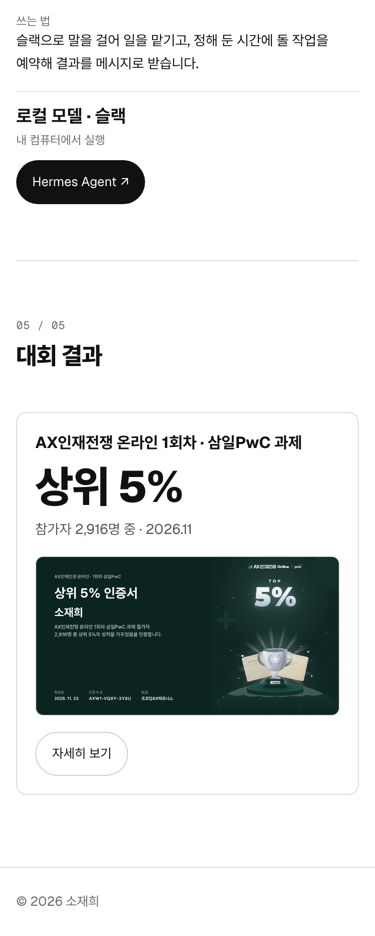 쓰는 법
슬랙으로 말을 걸어 일을 맡기고, 정해 둔 시간에 돌 작업을
예약해 결과를 메시지로 받습니다.
로컬 모델 · 슬랙
내 컴퓨터에서 실행
Hermes Agent ↗
05 / 05
대회 결과
AX인재전쟁 온라인 1회차 · 삼일PwC 과제
상위 5%
참가자 2,916명 중 · 2026.11
AX인재전쟁 Online
pwc
AX인재전쟁 온라인 · 1회차 삼일PwC
상위 5% 인증서
소재희
AX인재전쟁 온라인 1회차 삼일PwC 과제 참가자
2,916명 중 상위 5%의 성적을 거두었음을 인증합니다.
TOP
5%
2026. 11. 23
자세히 보기
© 2026 소재희